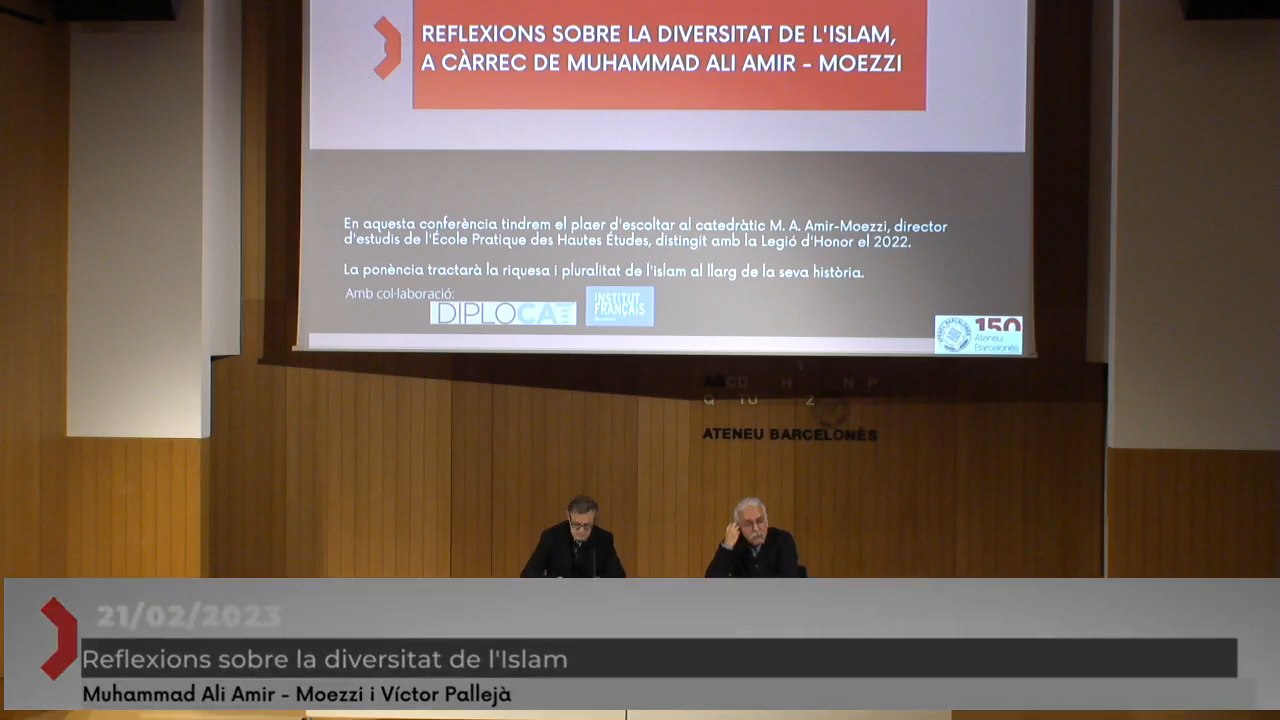 REFLEXIONS SOBRE LA DIVERSITAT DE L'ISLAM,
A CÀRREC DE MUHAMMAD ALI AMIR - MOEZZI
En aquesta conferència tindrem el plaer d'escoltar al catedràtic M. A. Amir-Moezzi, director
d'estudis de l'École Pratique des Hautes Études, distingit amb la Legió d'Honor el 2022.
La ponència tractarà la riquesa i pluralitat de l'islam al llarg de la seva història.
Amb col·laboració:
DIPLOCAT
INSTITUT
FRANÇAIS
150
Ateneu
Barcelonès
ABCD H N P
Q TU Z
ATENEU BARCELONÈS
21/02/2023
Reflexions sobre la diversitat de l'Islam
Muhammad Ali Amir - Moezzi i Víctor Pallejà